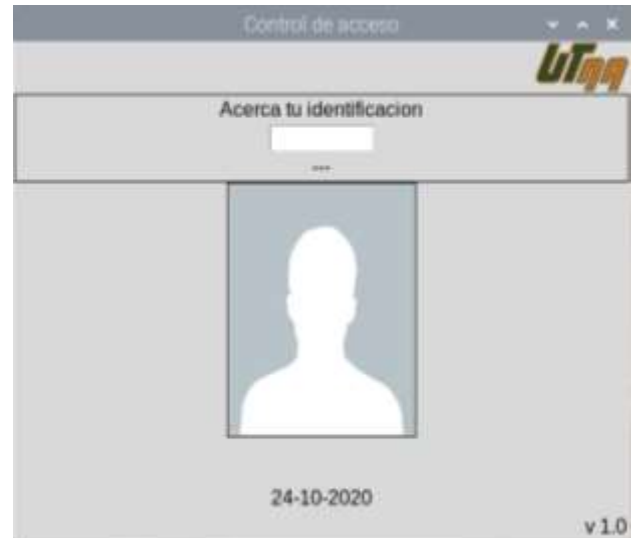 Control de acceso
UTqq
Acerca tu identificacion
---
24-10-2020
v 1.0